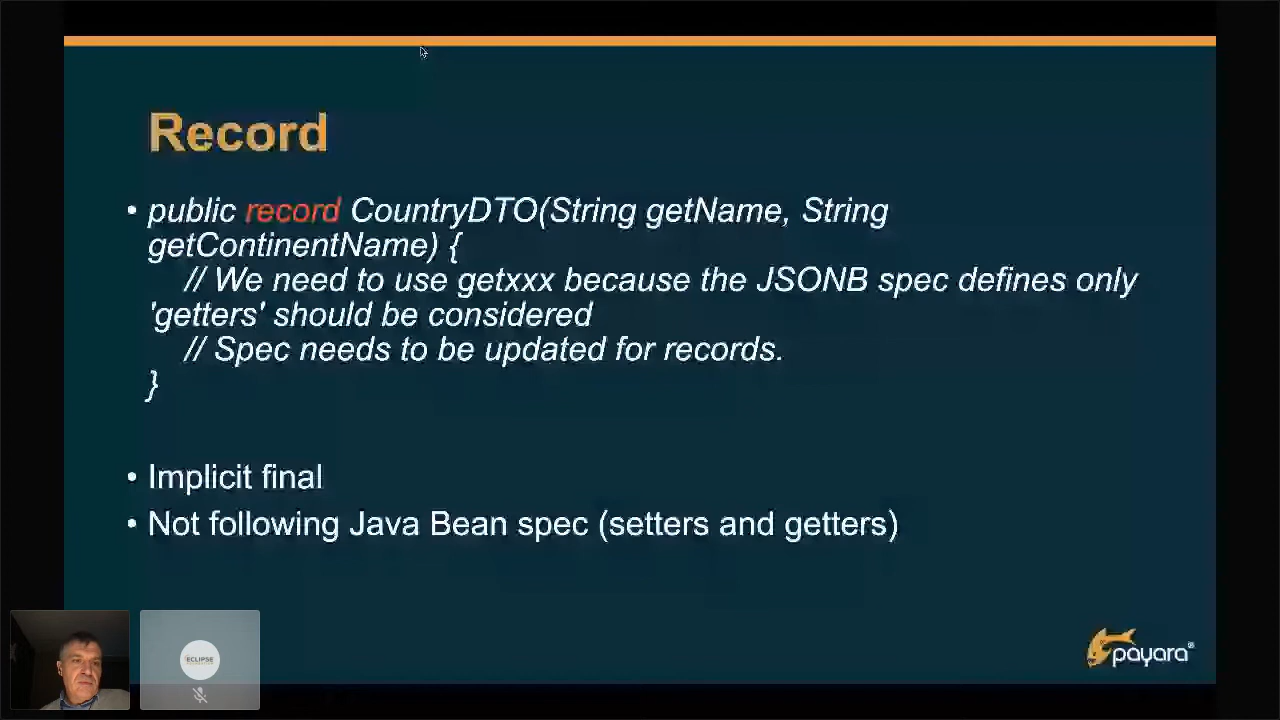 Record
• public record CountryDTO(String getName, String
getContinentName) {
// We need to use getxxx because the JSONB spec defines only
'getters' should be considered
// Spec needs to be updated for records.
}
• Implicit final
• Not following Java Bean spec (setters and getters)
ECLIPSE
payara®